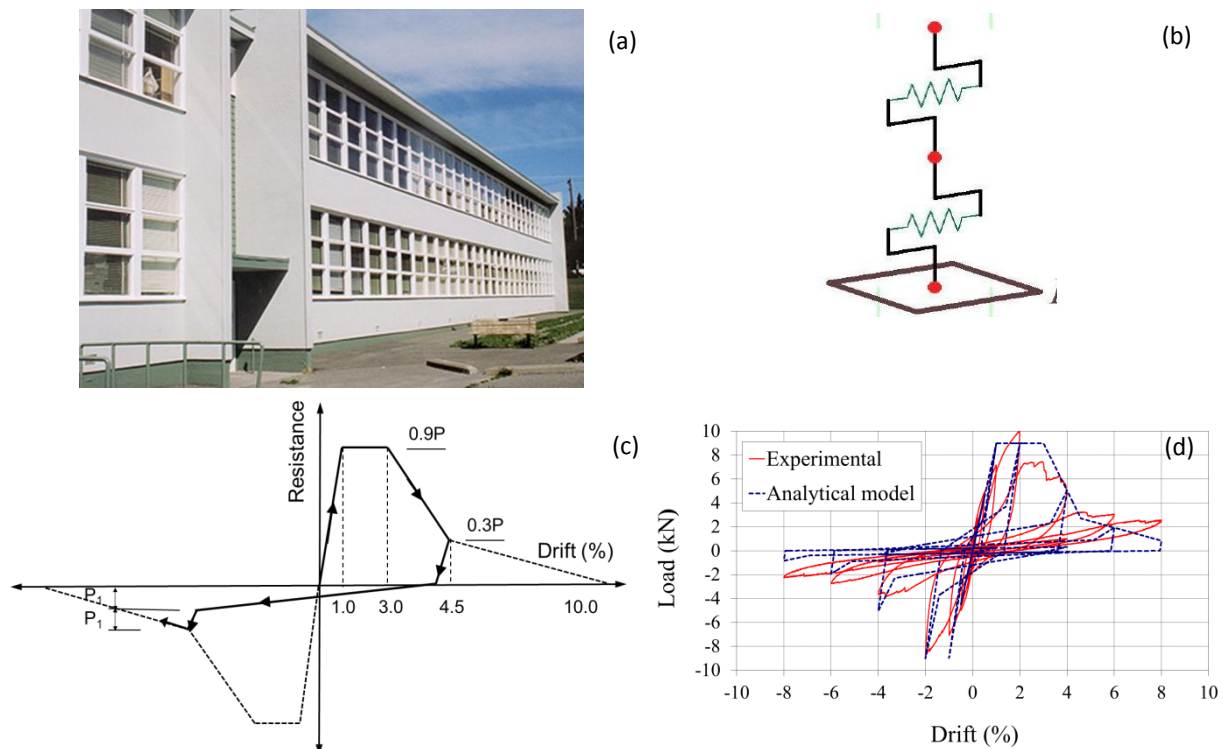 (a)
(b)
(c)
Resistance
0.9P
0.3P
Drift (%)
P1
P1
1.0 3.0 4.5 10.0
(d)
Experimental
Analytical model
Load (kN)
10
8
6
4
2
0
-2
-4
-6
-8
-10
-10 -8 -6 -4 -2 0 2 4 6 8 10
Drift (%)